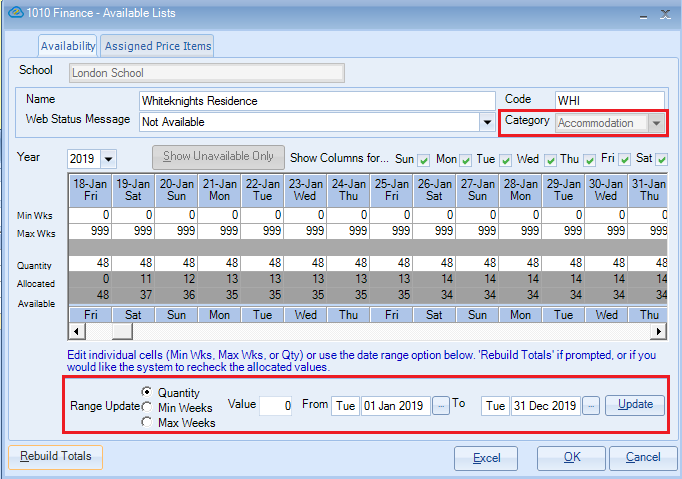 1010 Finance - Available Lists
Availability Assigned Price Items
School London School
Name Whiteknights Residence Code WHI
Web Status Message Not Available Category Accommodation
Year 2019 Show Unavailable Only Show Columns for... Sun Mon Tue Wed Thu Fri Sat
18-Jan 19-Jan 20-Jan 21-Jan 22-Jan 23-Jan 24-Jan 25-Jan 26-Jan 27-Jan 28-Jan 29-Jan 30-Jan 31-Jan
Fri Sat Sun Mon Tue Wed Thu Fri Sat Sun Mon Tue Wed Thu
Min Wks 0 0 0 0 0 0 0 0 0 0 0 0 0 0
Max Wks 999 999 999 999 999 999 999 999 999 999 999 999 999 999
Quantity 48 48 48 48 48 48 48 48 48 48 48 48 48 48
Allocated 0 11 12 13 13 13 13 13 14 14 14 14 14 14
Available 48 37 36 35 35 35 35 35 34 34 34 34 34 34
Fri Sat Sun Mon Tue Wed Thu Fri Sat Sun Mon Tue Wed Thu
Edit individual cells (Min Wks, Max Wks, or Qty) or use the date range option below. 'Rebuild Totals' if prompted, or if you
would like the system to recheck the allocated values.
Range Update Quantity Value 0 From Tue 01 Jan 2019 ... To Tue 31 Dec 2019 ... Update
Min Weeks
Max Weeks
Rebuild Totals Excel OK Cancel